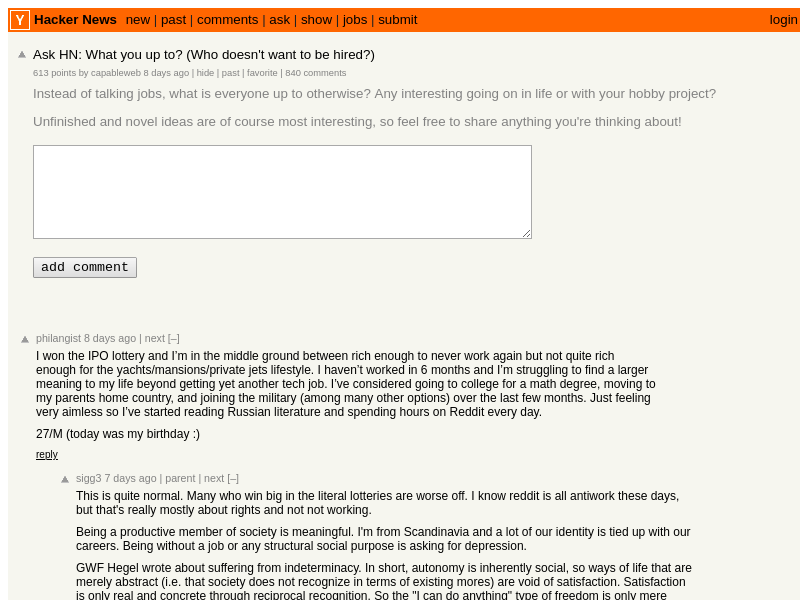 Y Hacker News new | past | comments | ask | show | jobs | submit login
Ask HN: What you up to? (Who doesn't want to be hired?)
613 points by capableweb 8 days ago | hide | past | favorite | 840 comments
Instead of talking jobs, what is everyone up to otherwise? Any interesting going on in life or with your hobby project?
Unfinished and novel ideas are of course most interesting, so feel free to share anything you're thinking about!
add comment
philangist 8 days ago | next [–]
I won the IPO lottery and I’m in the middle ground between rich enough to never work again but not quite rich
enough for the yachts/mansions/private jets lifestyle. I haven’t worked in 6 months and I’m struggling to find a larger
meaning to my life beyond getting yet another tech job. I’ve considered going to college for a math degree, moving to
my parents home country, and joining the military (among many other options) over the last few months. Just feeling
very aimless so I’ve started reading Russian literature and spending hours on Reddit every day.
27/M (today was my birthday :)
reply
sigg3 7 days ago | parent | next [–]
This is quite normal. Many who win big in the literal lotteries are worse off. I know reddit is all antiwork these days,
but that's really mostly about rights and not not working.
Being a productive member of society is meaningful. I'm from Scandinavia and a lot of our identity is tied up with our
careers. Being without a job or any structural social purpose is asking for depression.
GWF Hegel wrote about suffering from indeterminacy. In short, autonomy is inherently social, so ways of life that are
merely abstract (i.e. that society does not recognize in terms of existing mores) are void of satisfaction. Satisfaction
is only real and concrete through reciprocal recognition. So the "I can do anything" type of freedom is only mere